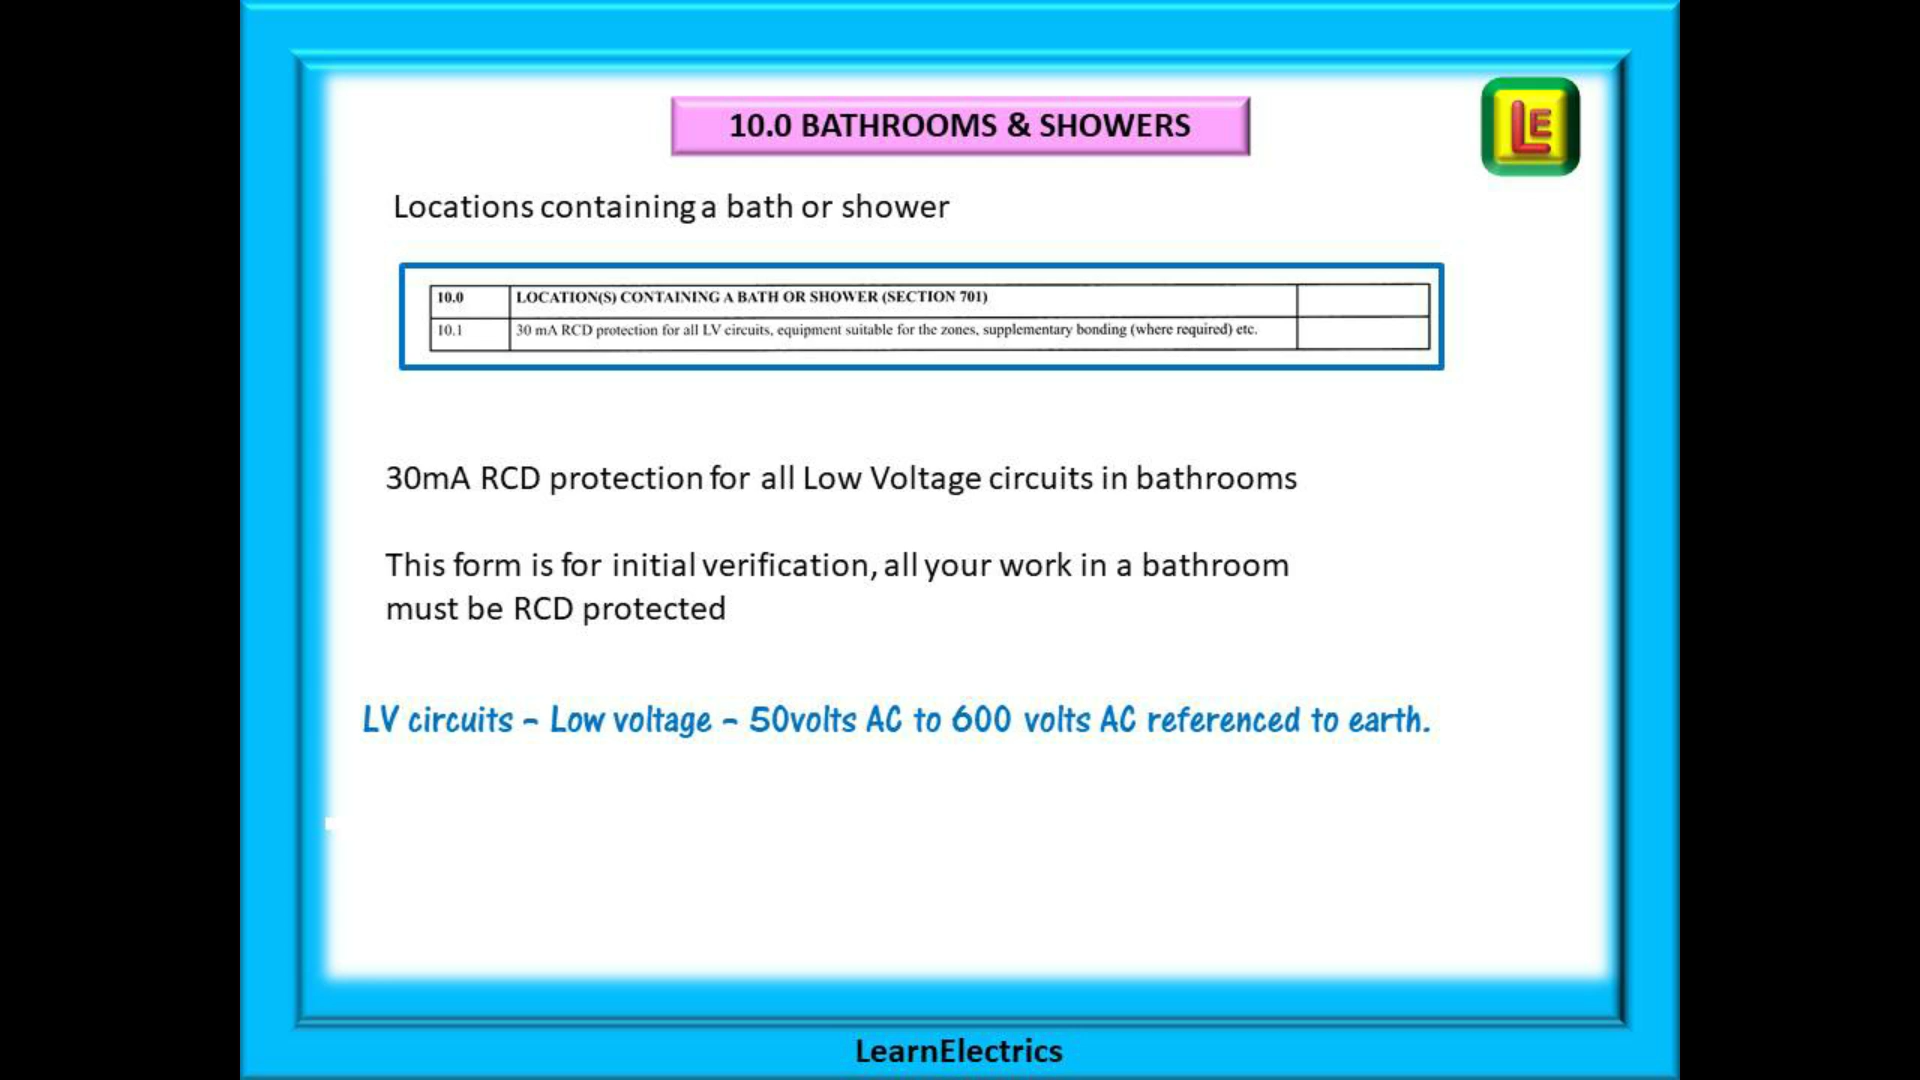 10.0 BATHROOMS & SHOWERS
LE
Locations containing a bath or shower
10.0 LOCATION(S) CONTAINING A BATH OR SHOWER (SECTION 701)
10.1 30 mA RCD protection for all LV circuits, equipment suitable for the zones, supplementary bonding (where required) etc.
30mA RCD protection for all Low Voltage circuits in bathrooms
This form is for initial verification, all your work in a bathroom
must be RCD protected
LV circuits – Low voltage – 50volts AC to 600 volts AC referenced to earth.
LearnElectrics